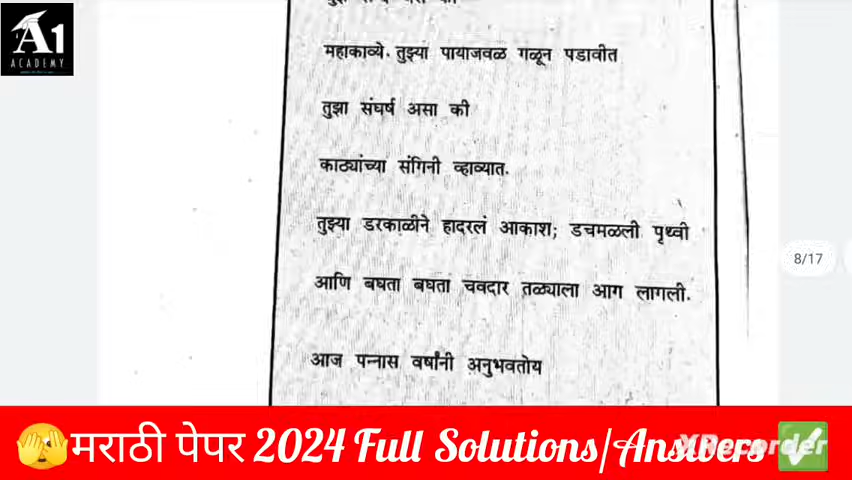 A1
ACADEMY
महाकाव्ये. तुझ्या पायाजवळ गळून पडावीत
तुझा संघर्ष असा की
काठ्यांच्या संगिनी व्हाव्यात.
तुझ्या डरकाळीने हादरलं आकाश; डचमळली पृथ्वी
आणि बघता बघता चवदार तळ्याला आग लागली.
8/17
आज पन्नास वर्षांनी अनुभवतोय
मराठी पेपर 2024 Full Solutions/Answers
XRecorder